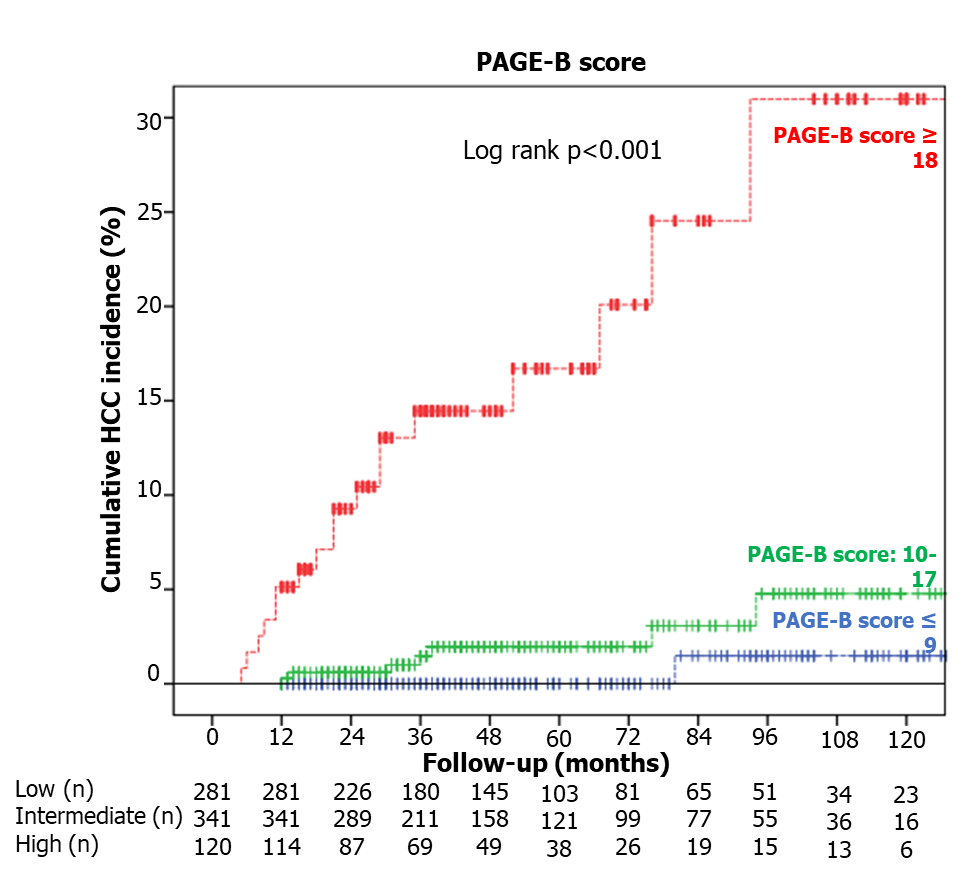 PAGE-B score
Log rank p<0.001
PAGE-B score ≥
18
PAGE-B score: 10-
17
PAGE-B score ≤
9
Cumulative HCC incidence (%)
30
25
20
15
10
5
0
0 12 24 36 48 60 72 84 96 108 120
Follow-up (months)
Low (n) 281 281 226 180 145 103 81 65 51 34 23
Intermediate (n) 341 341 289 211 158 121 99 77 55 36 16
High (n) 120 114 87 69 49 38 26 19 15 13 6